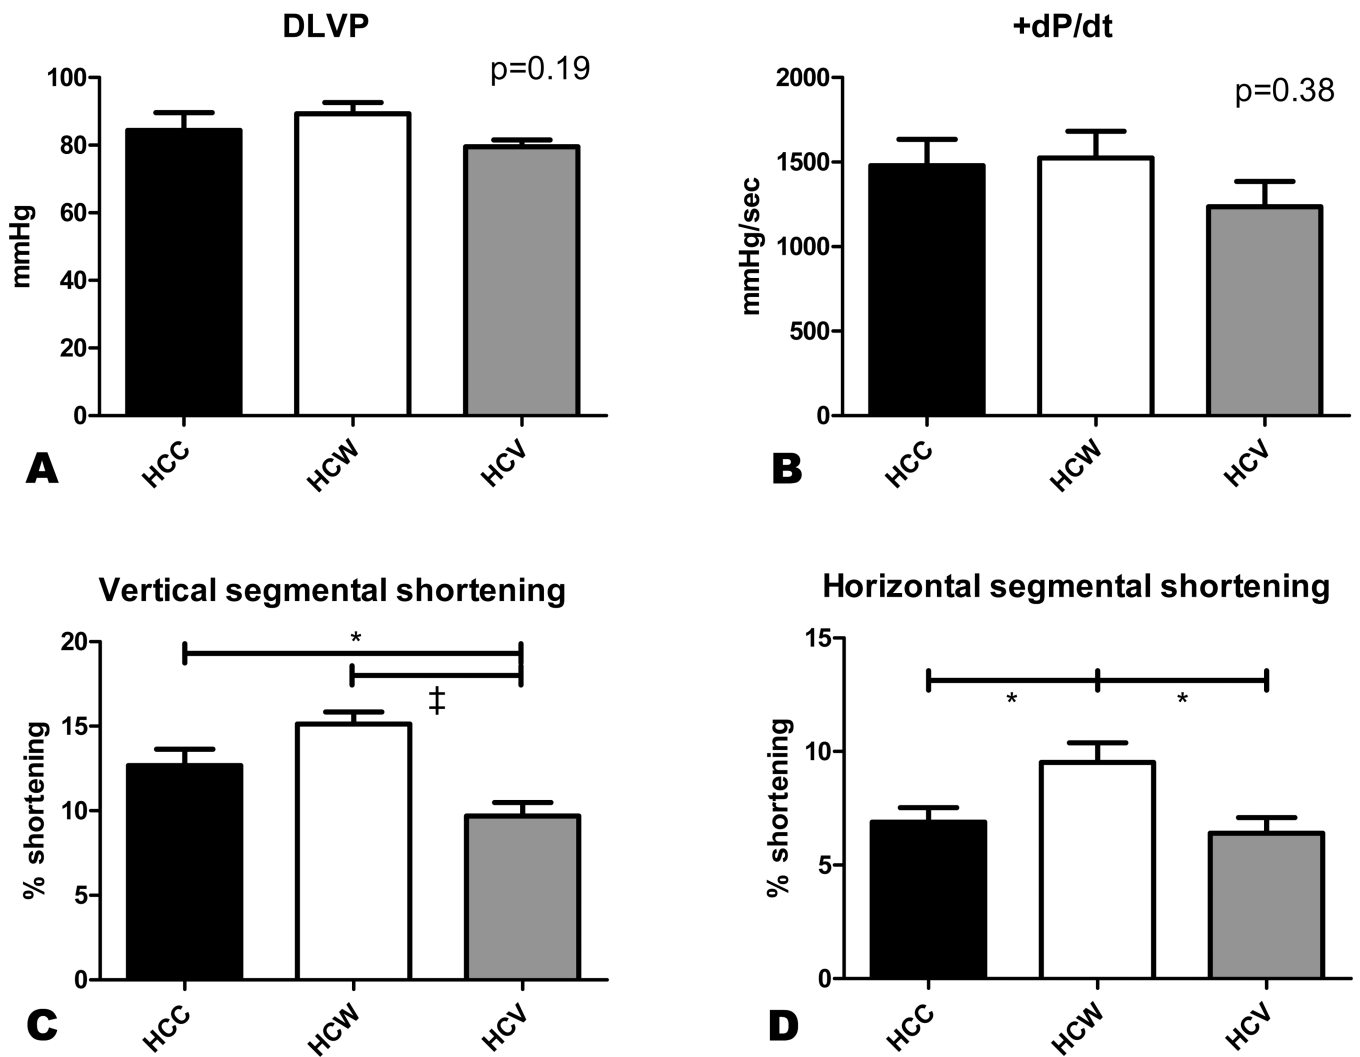 DLVP
p=0.19
100
80
60
40
20
0
mmHg
HCC
HCW
HCV
A
+dP/dt
p=0.38
2000
1500
1000
500
0
mmHg/sec
HCC
HCW
HCV
B
Vertical segmental shortening
20
15
10
5
0
% shortening
*
‡
HCC
HCW
HCV
C
Horizontal segmental shortening
15
10
5
0
% shortening
*
*
HCC
HCW
HCV
D